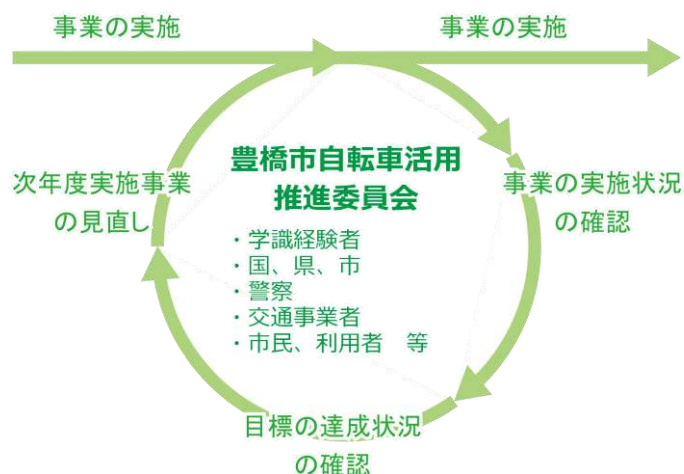 事業の実施
事業の実施
豊橋市自転車活用
推進委員会
・学識経験者
・国、県、市
・警察
・交通事業者
・市民、利用者　等
事業の実施状況
の確認
目標の達成状況
の確認
次年度実施事業
の見直し